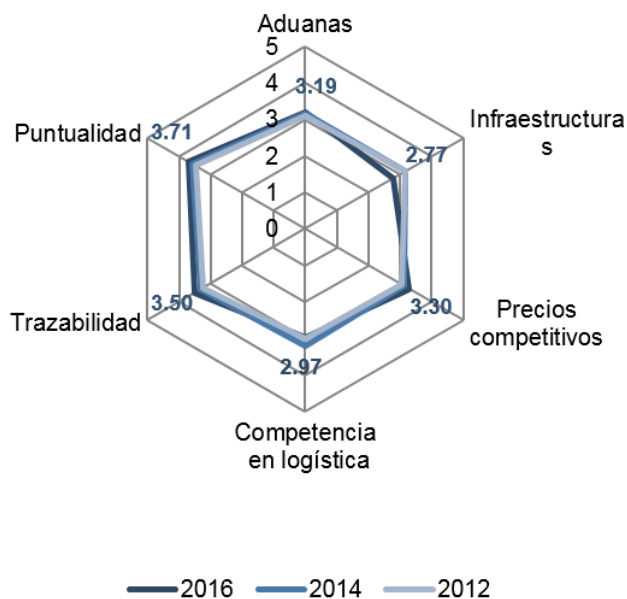 Aduanas
5
4
3.19
3
2
1
0
Infraestructura
s
2.77
3.30
Precios
competitivos
2.97
Competencia
en logística
3.50
Trazabilidad
Puntualidad
3.71
2016
2014
2012